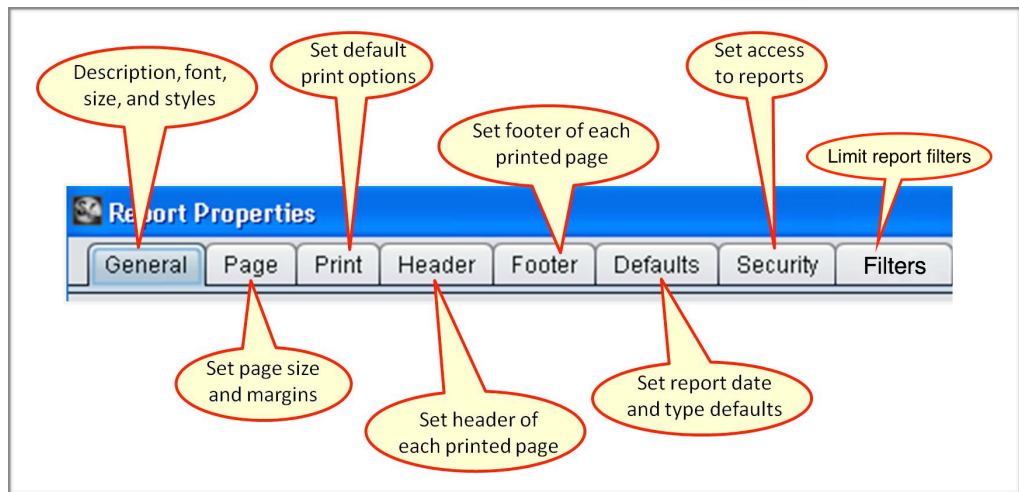 Description, font,
size, and styles
Set default
print options
Set footer of each
printed page
Set access
to reports
Limit report filters
Report Properties
General Page Print Header Footer Defaults Security Filters
Set page size
and margins
Set header of
each printed page
Set report date
and type defaults